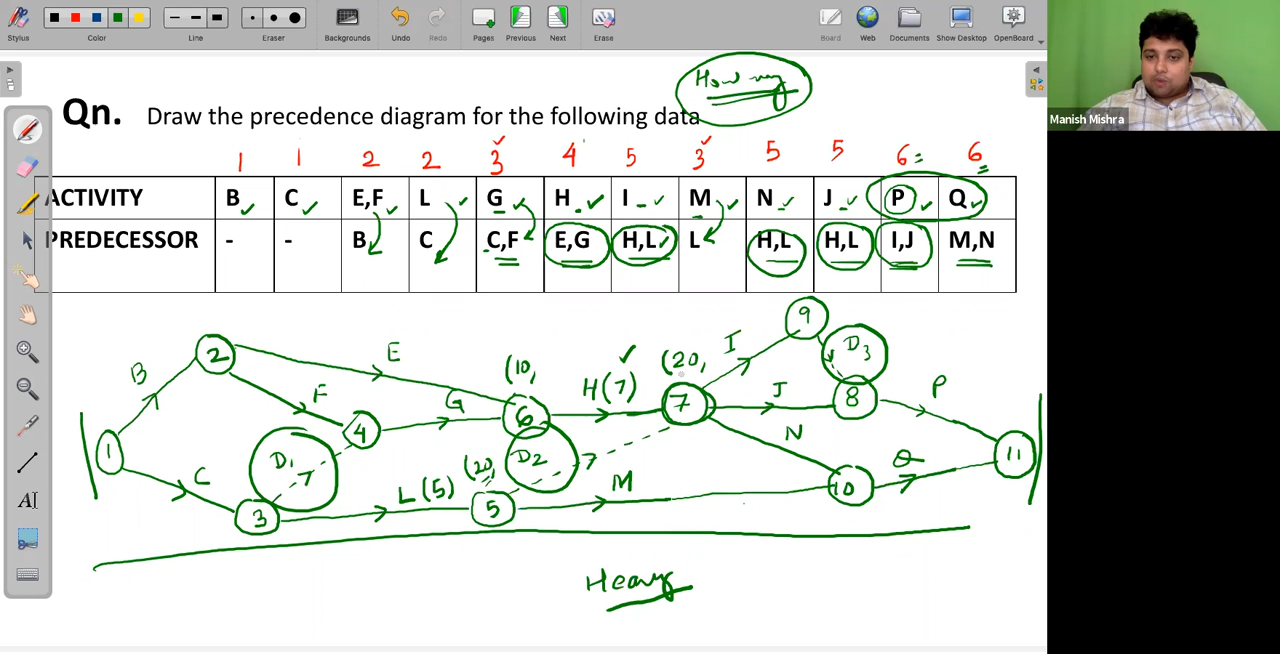 Stylus Color Line Eraser Backgrounds Undo Redo Pages Previous Next Erase Board Web Documents Show Desktop OpenBoard
Manish Mishra
Qn. Draw the precedence diagram for the following data
1 1 2 2 3 4 5 3 5 5 6 6
ACTIVITY B C E,F L G H I M N J P Q
PREDECESSOR - - B C C,F E,G H,L L H,L H,L I,J M,N
9
I
D3
2
E
(10,
H(7)
(20,
B
F
G
6
7
J
8
P
4
N
1
D1
D2
11
C
L(5)
(20,
M
10
Q
3
5
Heavy